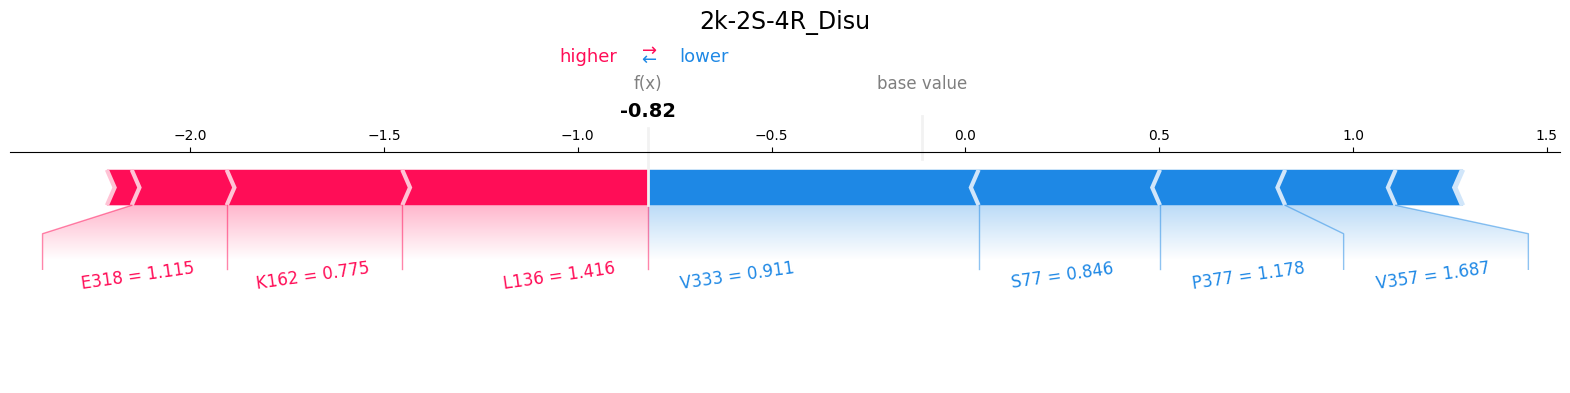 2k-2S-4R_Disu
higher ⇄ lower
f(x) base value
-0.82
−2.0 −1.5 −1.0 −0.5 0.0 0.5 1.0 1.5
E318 = 1.115 K162 = 0.775 L136 = 1.416 V333 = 0.911 S77 = 0.846 P377 = 1.178 V357 = 1.687